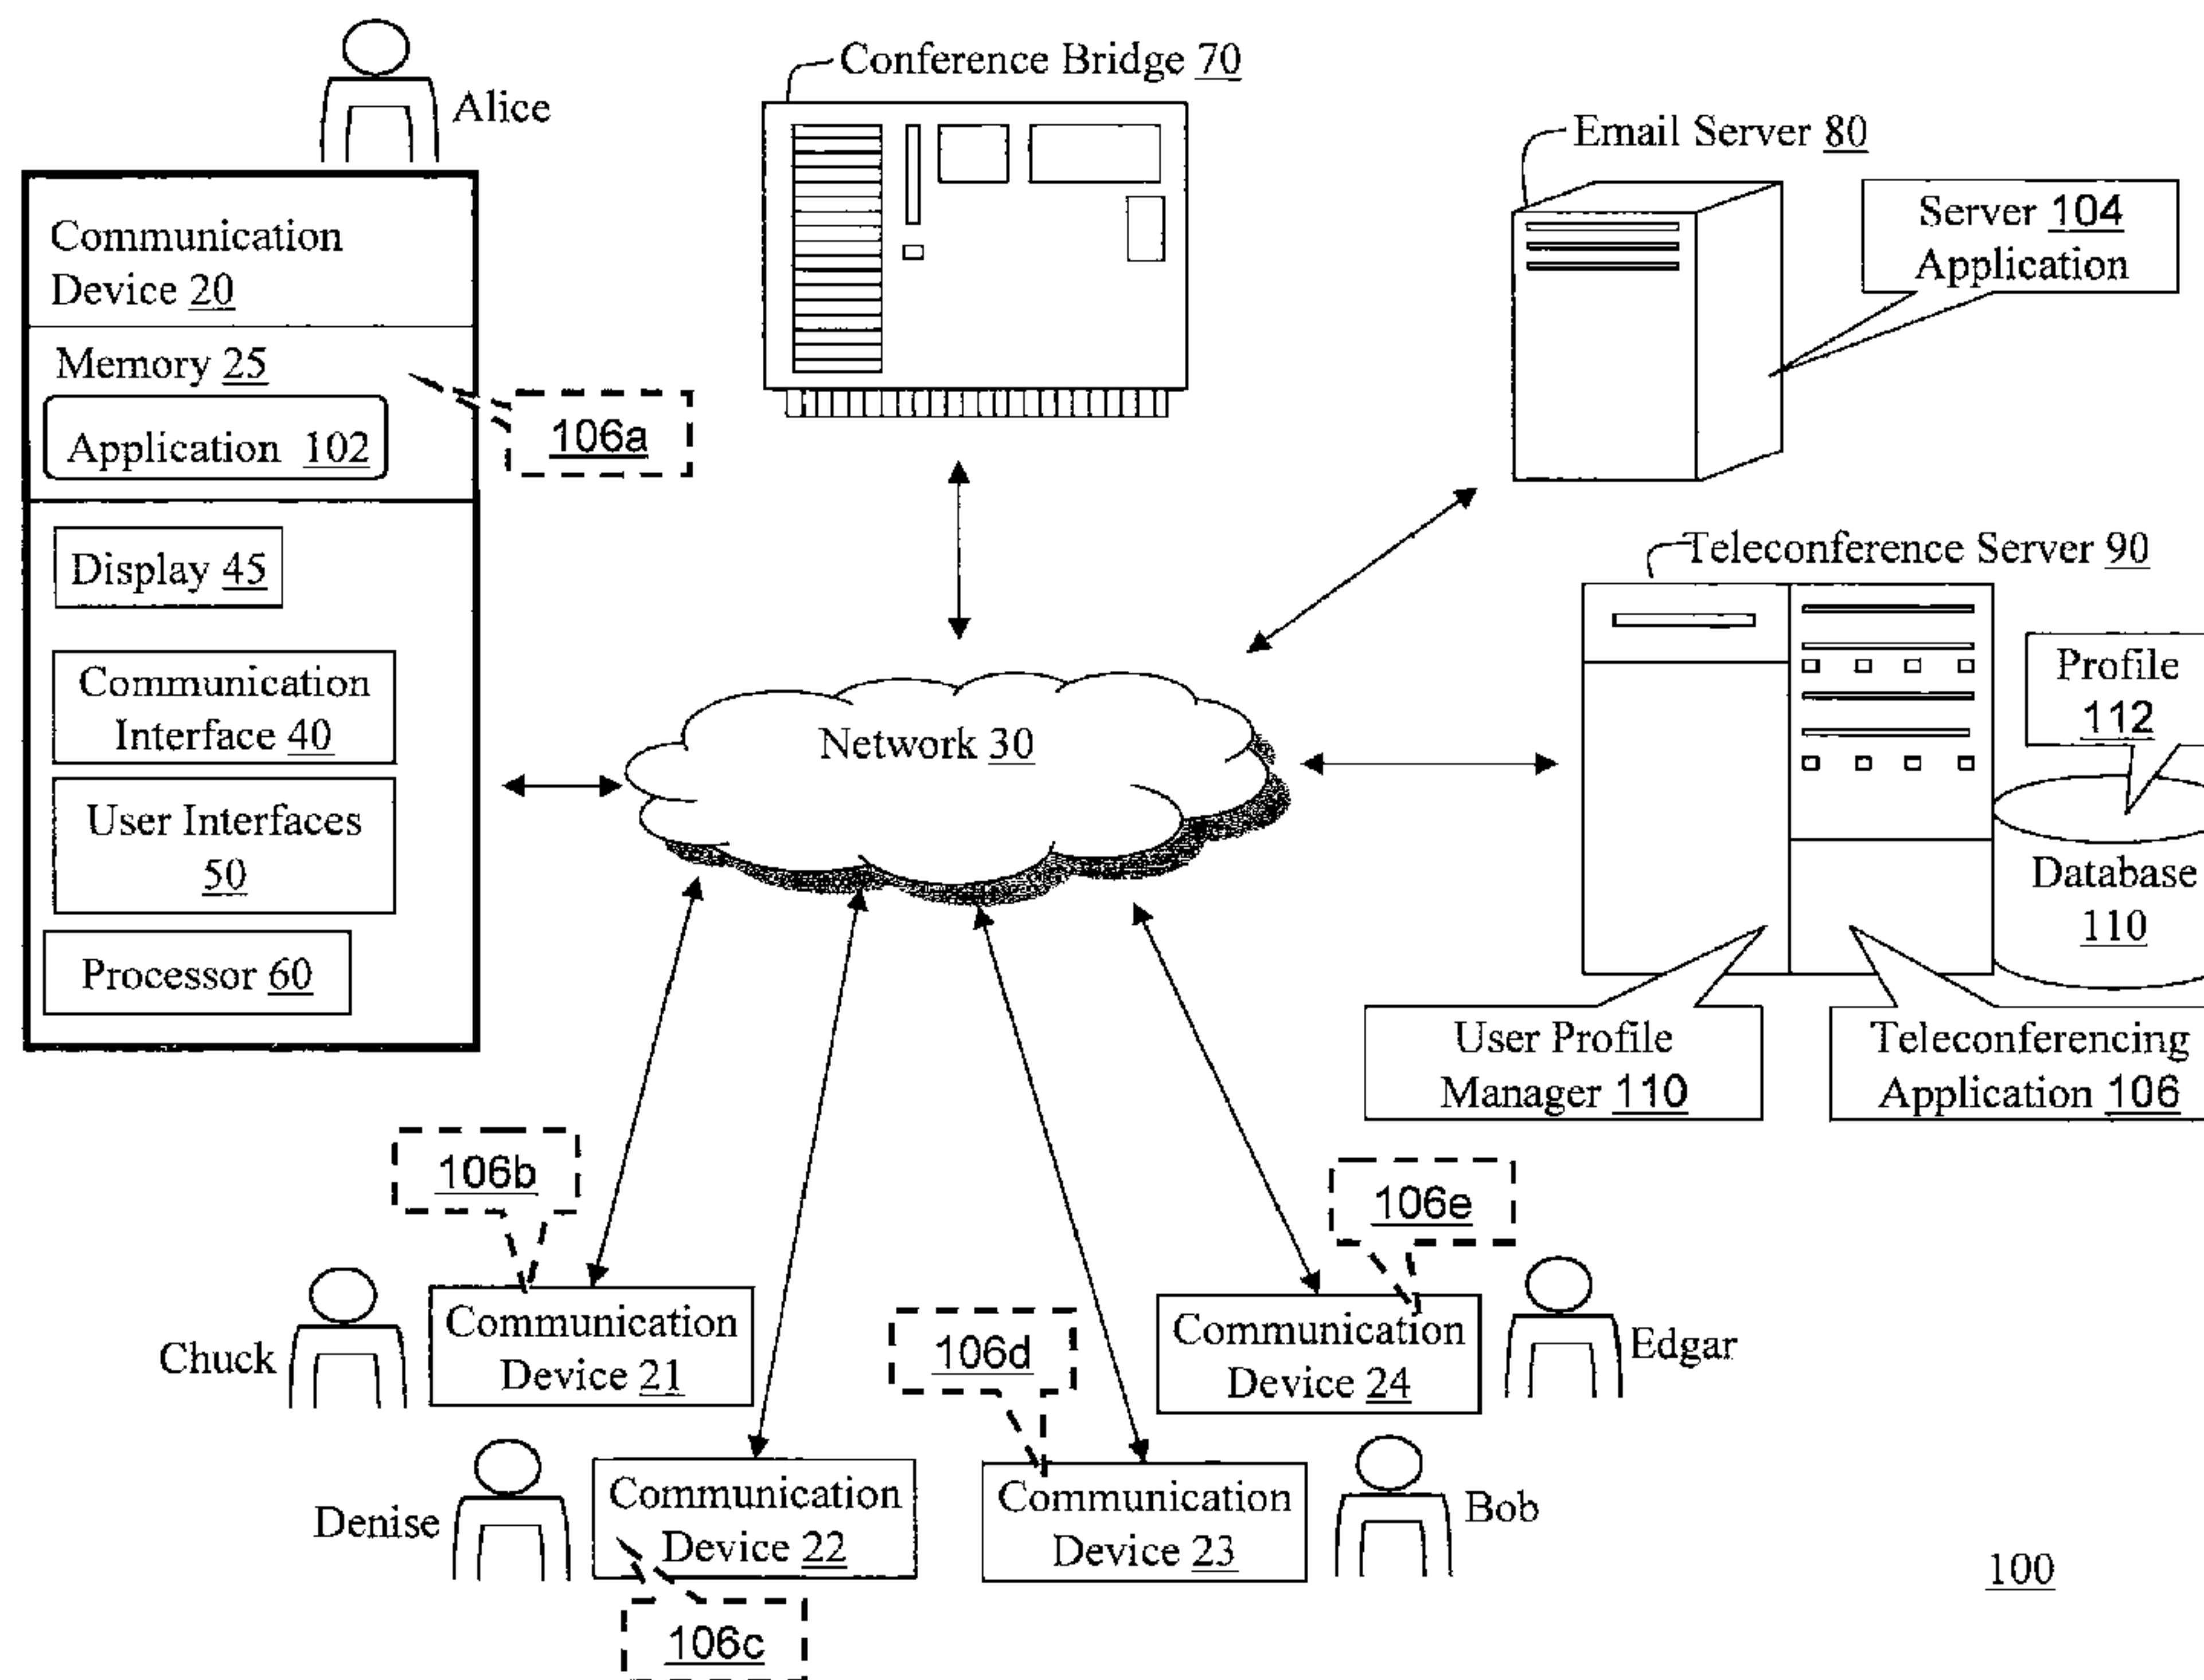 Alice
Conference Bridge 70
Email Server 80
Server 104
Application
Communication
Device 20
Memory 25
Application 102
106a
Display 45
Communication
Interface 40
User Interfaces
50
Processor 60
Network 30
Teleconference Server 90
Profile
112
Database
110
User Profile
Manager 110
Teleconferencing
Application 106
106b
106e
Chuck
Communication
Device 21
106d
Communication
Device 24
Edgar
Denise
Communication
Device 22
Communication
Device 23
Bob
106c
100